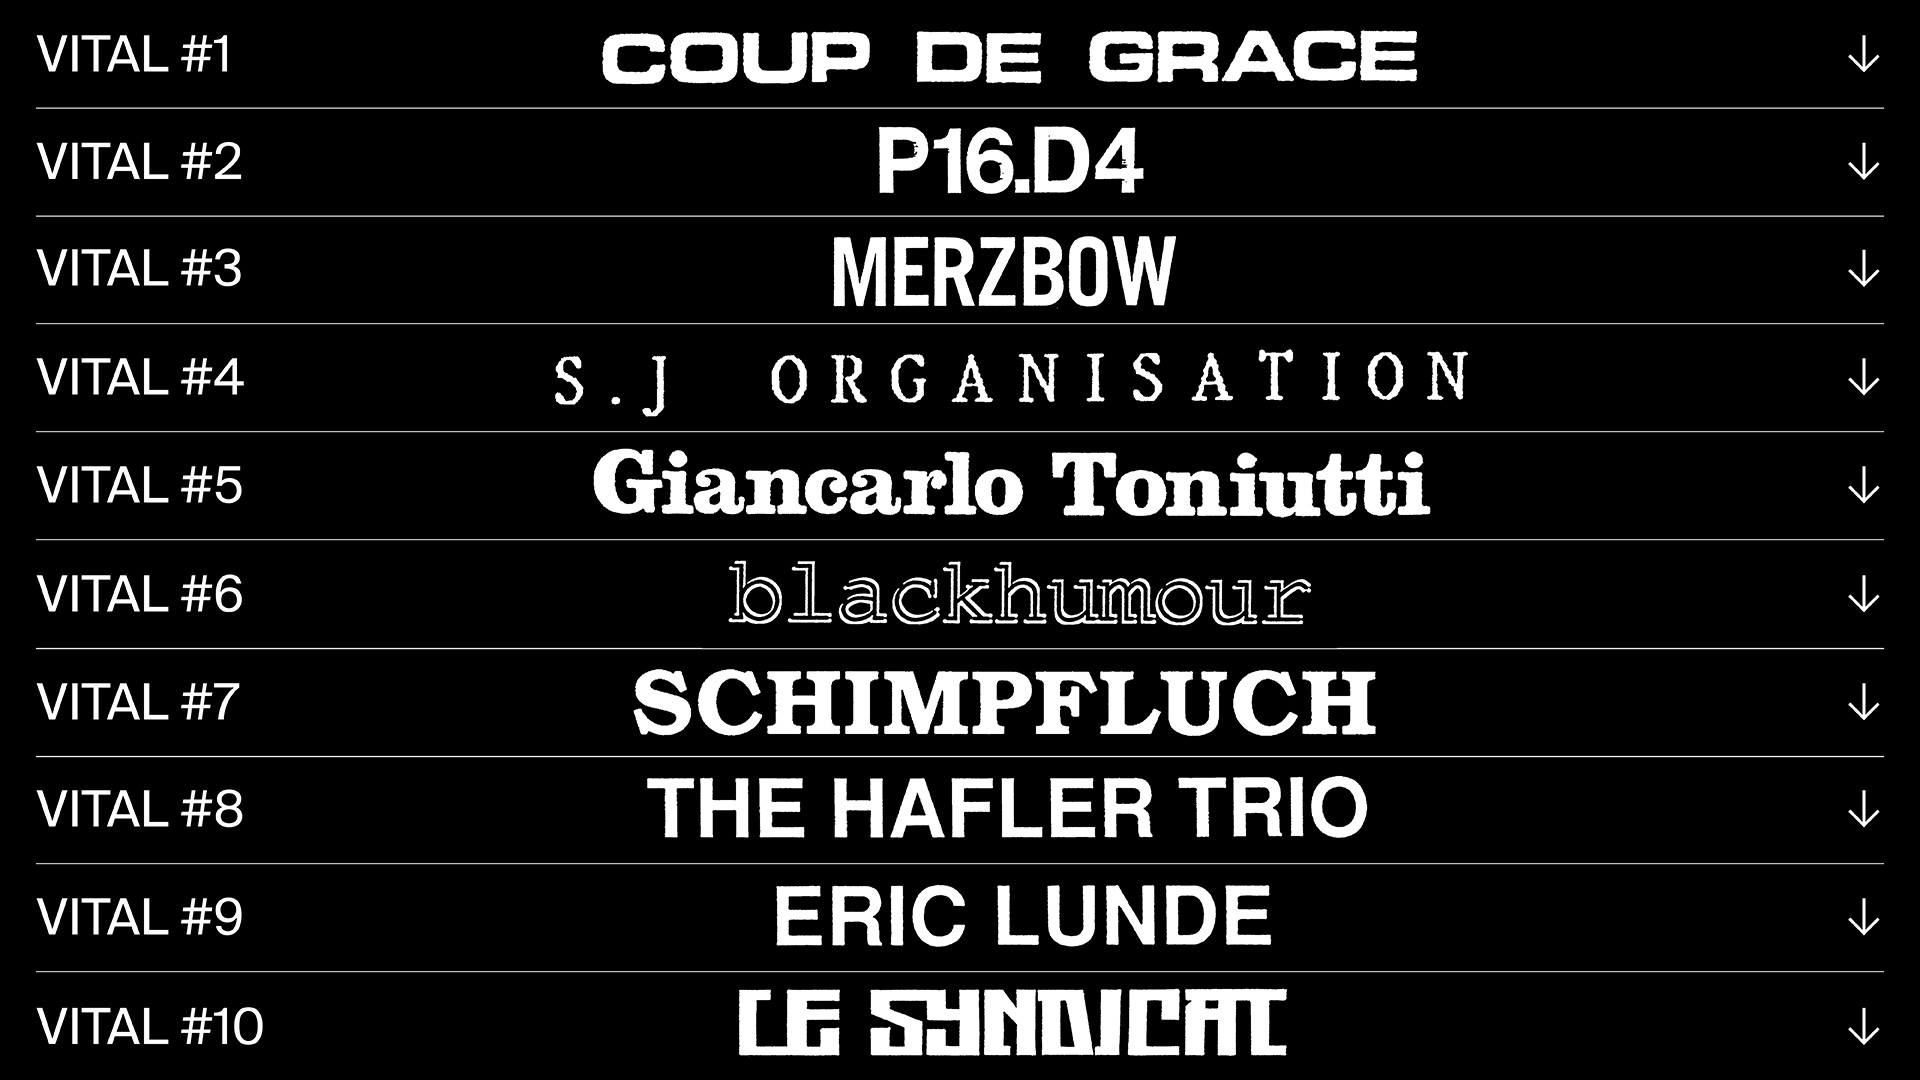 VITAL #1 COUP DE GRACE ↓
VITAL #2 P16.D4 ↓
VITAL #3 MERZBOW ↓
VITAL #4 S.J ORGANISATION ↓
VITAL #5 Giancarlo Toniutti ↓
VITAL #6 blackhumour ↓
VITAL #7 SCHIMPFLUCH ↓
VITAL #8 THE HAFLER TRIO ↓
VITAL #9 ERIC LUNDE ↓
VITAL #10 LE SYNDICAT ↓